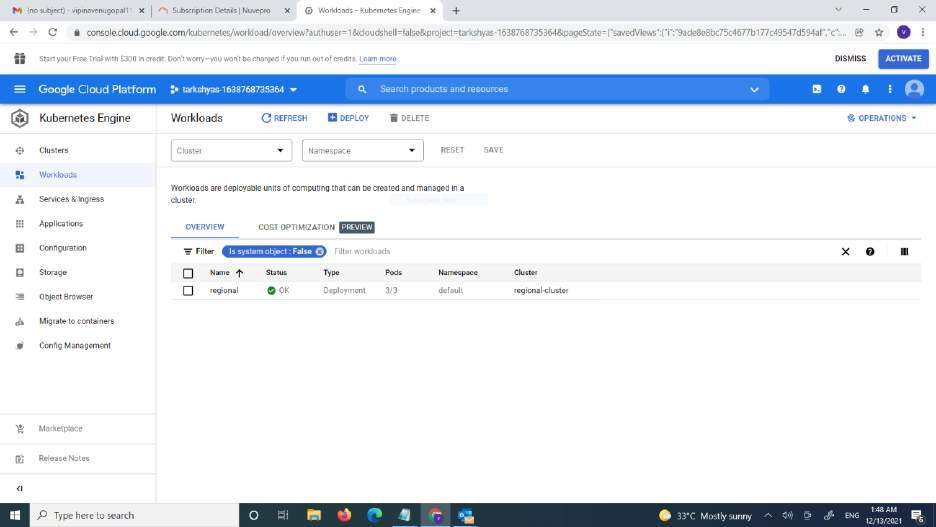 (no subject) - vipinavenugopal11
Subscription Details | Nuvepro
Workloads – Kubernetes Engine
console.cloud.google.com/kubernetes/workload/overview?authuser=1&cloudshell=false&project=tarkshyas-1638768735364&pageState=("savedViews":("i":"9ade8e8bc75c4677b177c49547d594af","c":...
Start your Free Trial with $300 in credit. Don't worry—you won't be charged if you run out of credits. Learn more
DISMISS
ACTIVATE
Google Cloud Platform
tarkshyas-1638768735364
Search products and resources
Kubernetes Engine
Workloads
REFRESH
DEPLOY
DELETE
OPERATIONS
Clusters
Workloads
Services & Ingress
Applications
Configuration
Storage
Object Browser
Migrate to containers
Config Management
Marketplace
Release Notes
Cluster
Namespace
RESET
SAVE
Workloads are deployable units of computing that can be created and managed in a
cluster.
OVERVIEW
COST OPTIMIZATION PREVIEW
Filter
Is system object : False
Filter workloads
Name Status Type Pods Namespace Cluster
regional OK Deployment 3/3 default regional-cluster
Type here to search
33°C Mostly sunny
ENG
1:48 AM
12/13/2021
6